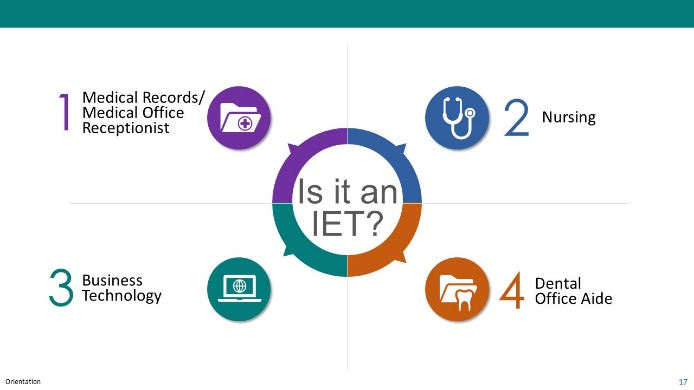 1
Medical Records/
Medical Office
Receptionist
2
Nursing
Is it an
IET?
3
Business
Technology
4
Dental
Office Aide
Orientation
17